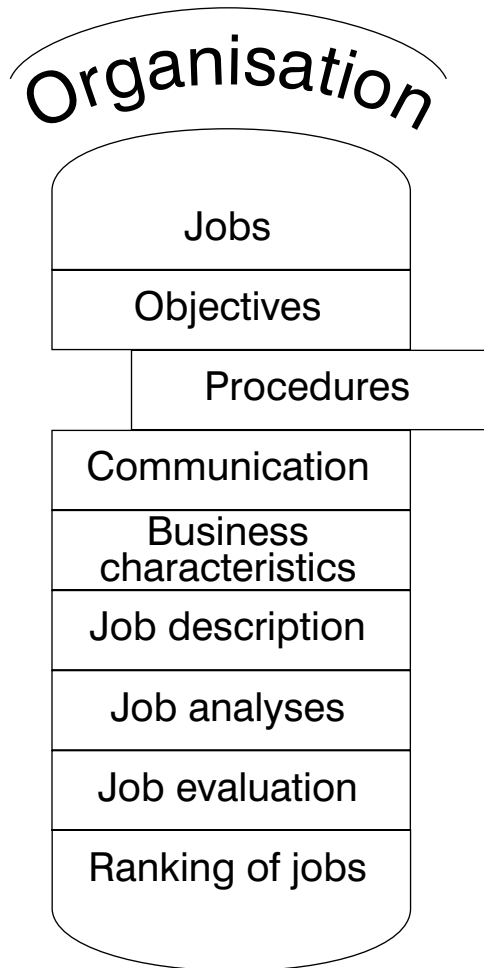 Organisation
Jobs
Objectives
Procedures
Communication
Business
characteristics
Job description
Job analyses
Job evaluation
Ranking of jobs